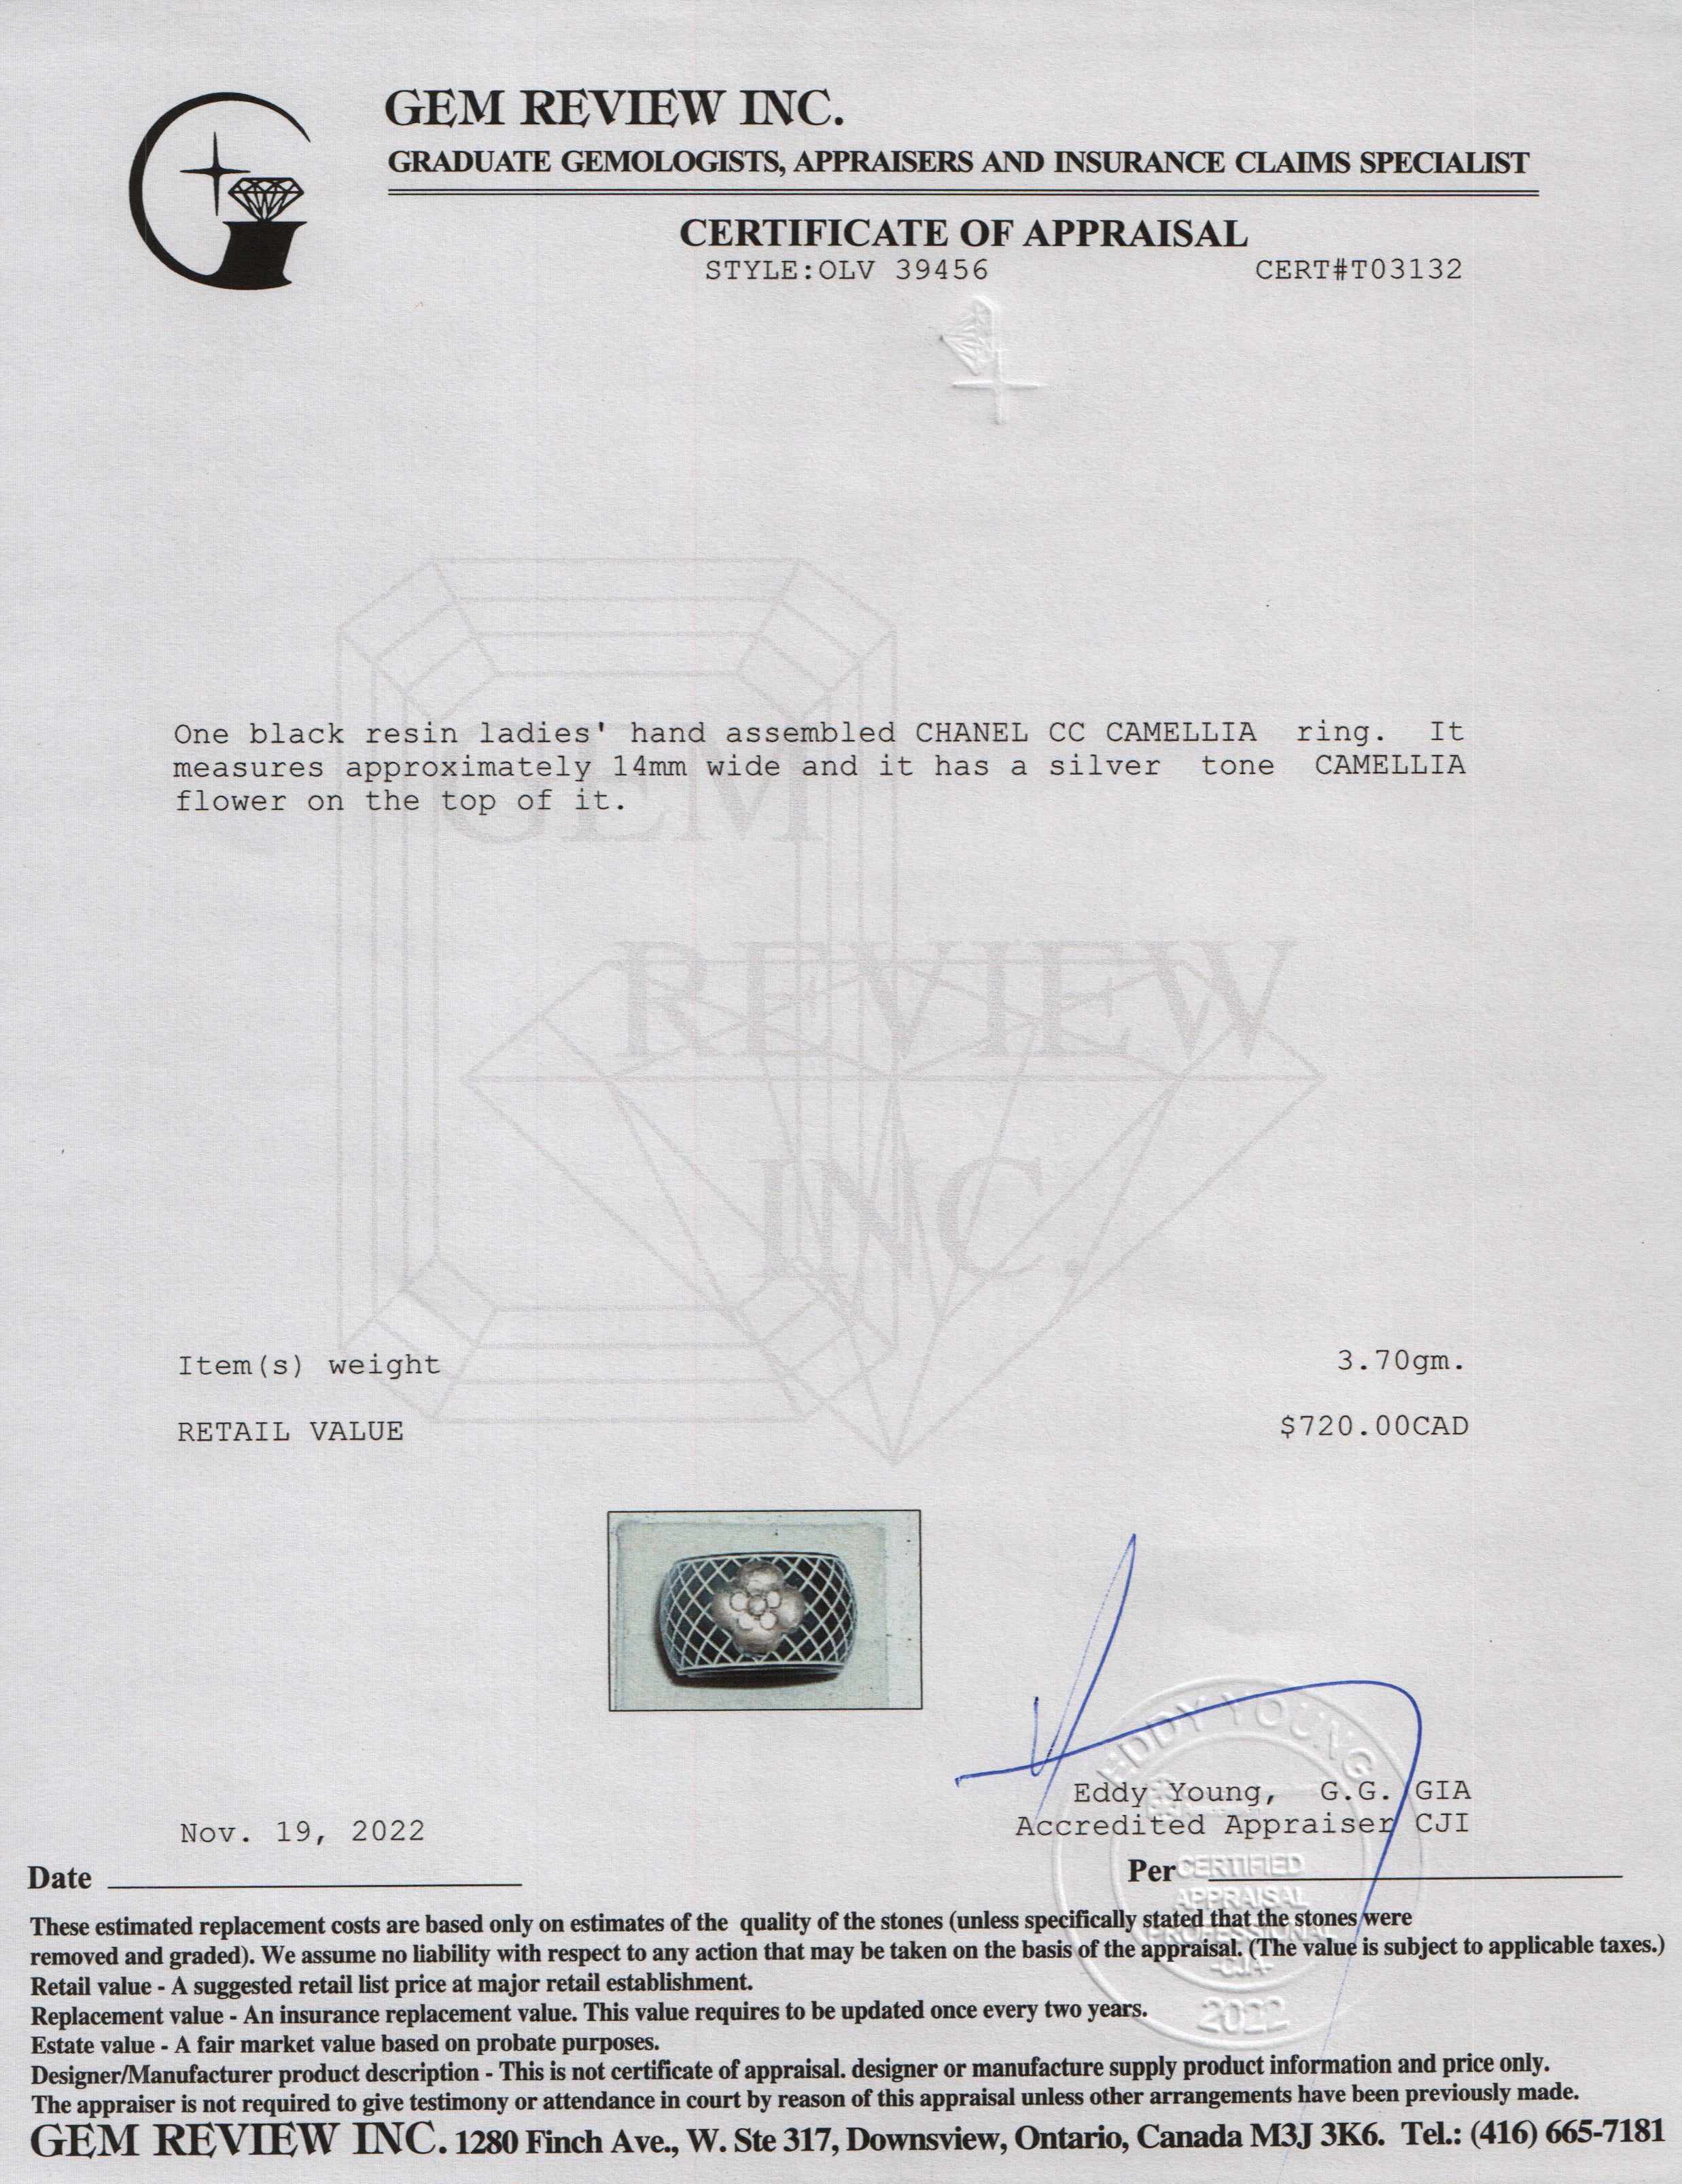 GEM REVIEW INC.
GRADUATE GEMOLOGISTS, APPRAISERS AND INSURANCE CLAIMS SPECIALIST
CERTIFICATE OF APPRAISAL
STYLE:OLV 39456 CERT#T03132
One black resin ladies' hand assembled CHANEL CC CAMELLIA ring. It
measures approximately 14mm wide and it has a silver tone CAMELLIA
flower on the top of it.
GEM
REVIEW
INC.
Item(s) weight 3.70gm.
RETAIL VALUE $720.00CAD
EDDY YOUNG
Eddy Young, G.G. GIA
Accredited Appraiser CJI
Nov. 19, 2022
Date
Per
CERTIFIED
APPRAISAL
PROFESSIONAL
-CJA-
2022
These estimated replacement costs are based only on estimates of the quality of the stones (unless specifically stated that the stones were
removed and graded). We assume no liability with respect to any action that may be taken on the basis of the appraisal. (The value is subject to applicable taxes.)
Retail value - A suggested retail list price at major retail establishment.
Replacement value - An insurance replacement value. This value requires to be updated once every two years.
Estate value - A fair market value based on probate purposes.
Designer/Manufacturer product description - This is not certificate of appraisal. designer or manufacture supply product information and price only.
The appraiser is not required to give testimony or attendance in court by reason of this appraisal unless other arrangements have been previously made.
GEM REVIEW INC. 1280 Finch Ave., W. Ste 317, Downsview, Ontario, Canada M3J 3K6. Tel.: (416) 665-7181